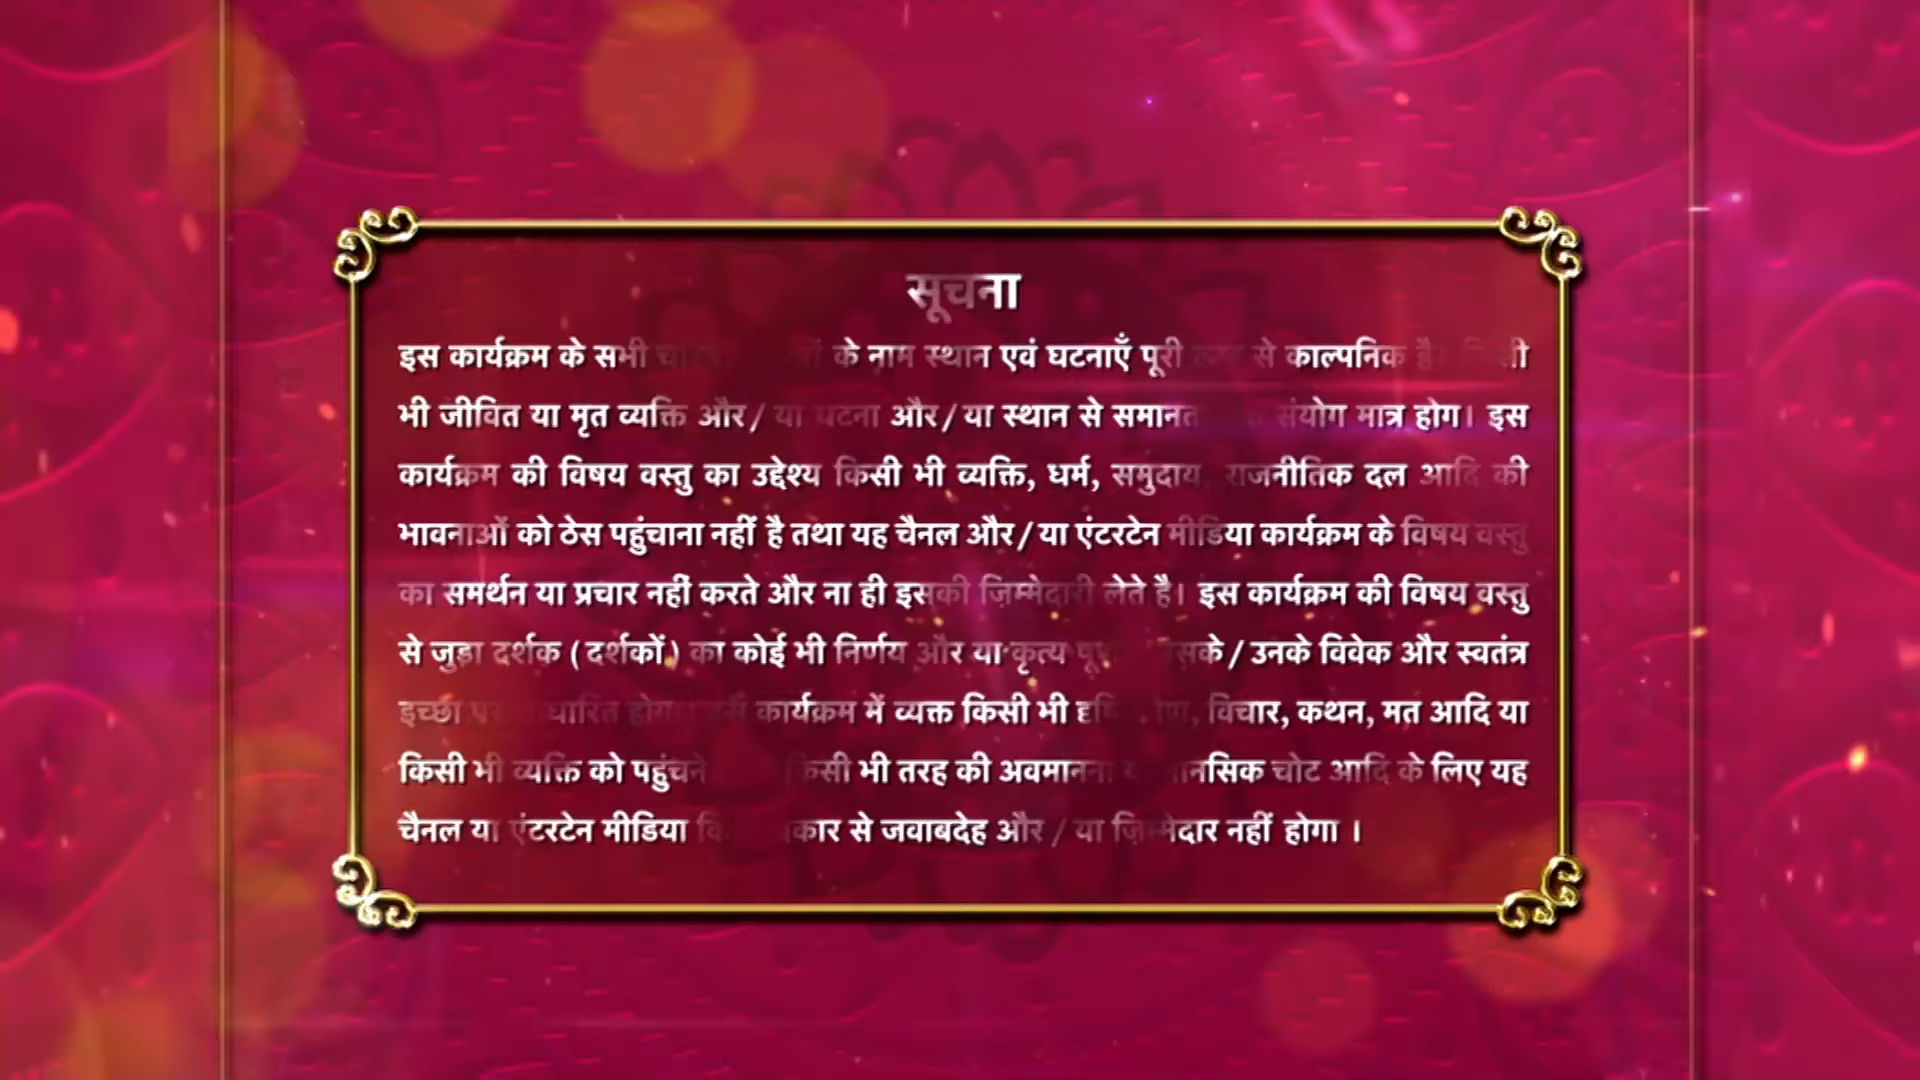 सूचना
इस कार्यक्रम के सभी के नाम स्थान एवं घटनाएँ पूरी से काल्पनिक है।
भी जीवित या मृत व्यक्ति और / या घटना और / या स्थान से संयोग मात्र होग। इस
कार्यक्रम की विषय वस्तु का उद्देश्य किसी भी व्यक्ति, धर्म, समुदाय, राजनीतिक दल आदि की
भावनाओं को ठेस पहुंचाना नहीं है तथा यह चैनल और / या एंटरटेन मीडिया कार्यक्रम के विषय वस्तु
का समर्थन या प्रचार नहीं करते और ना ही इसकी ज़िम्मेदारी लेते है। इस कार्यक्रम की विषय वस्तु
से जुड़ा दर्शक ( दर्शकों ) का कोई भी निर्णय और या कृत्य उसके / उनके विवेक और स्वतंत्र
इच्छा कार्यक्रम में व्यक्त किसी भी विचार, कथन, मत आदि या
किसी भी व्यक्ति को पहुंचने किसी भी तरह की अवमानना मानसिक चोट आदि के लिए यह
चैनल या एंटरटेन मीडिया से जवाबदेह और / या ज़िम्मेदार नहीं होगा ।